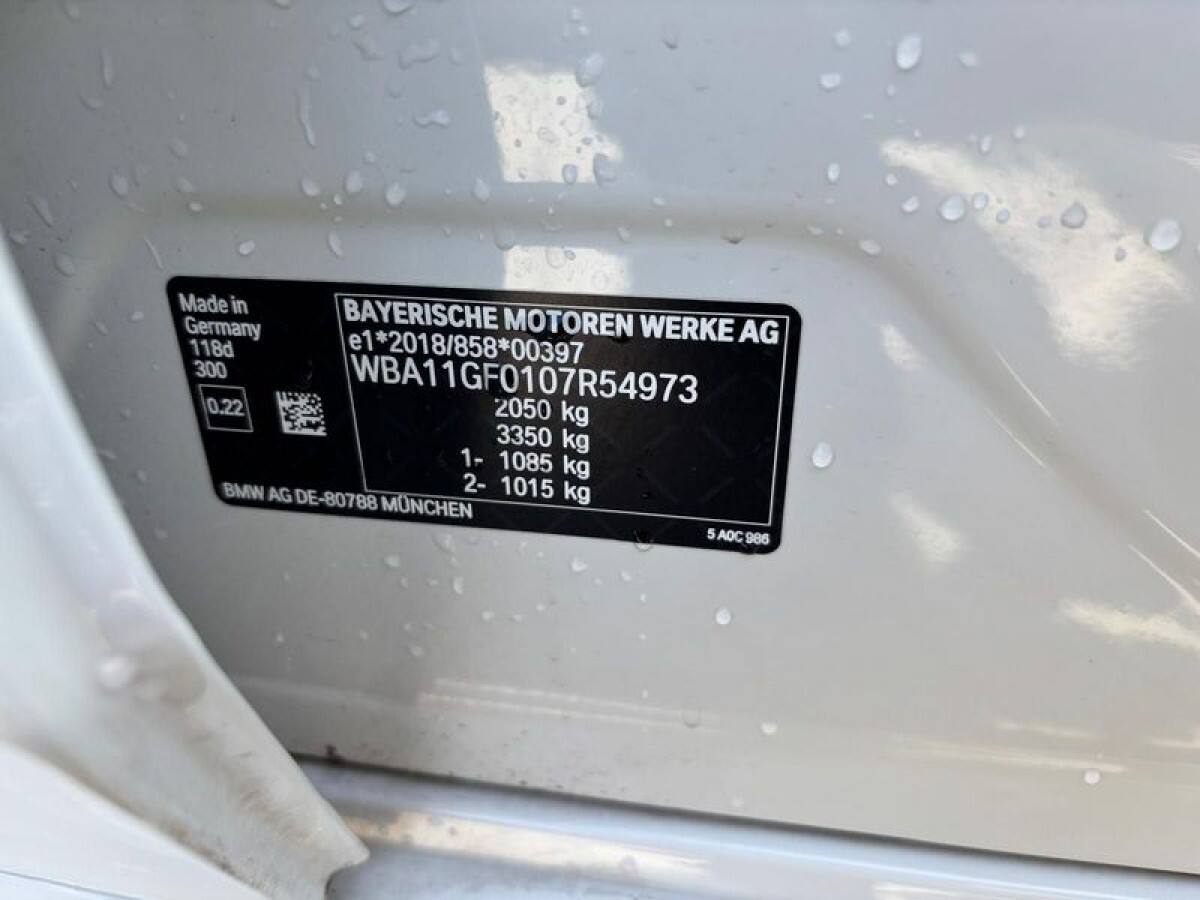 Made in
Germany
118d
300
0.22
BAYERISCHE MOTOREN WERKE AG
e1*2018/858*00397
WBA11GF0107R54973
2050 kg
3350 kg
1- 1085 kg
2- 1015 kg
BMW AG DE-80788 MÜNCHEN
5 A0C 986